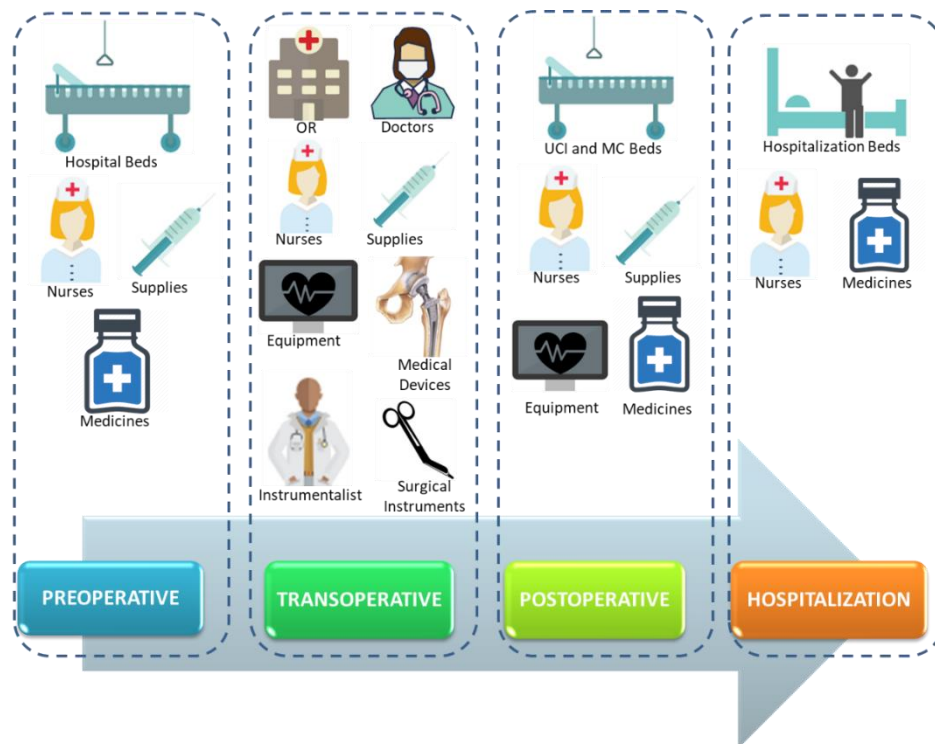 Hospital Beds
Nurses
Supplies
Medicines
PREOPERATIVE
OR
Doctors
Nurses
Supplies
Equipment
Medical
Devices
Instrumentalist
Surgical
Instruments
TRANSOPERATIVE
UCI and MC Beds
Nurses
Supplies
Equipment
Medicines
POSTOPERATIVE
Hospitalization Beds
Nurses
Medicines
HOSPITALIZATION